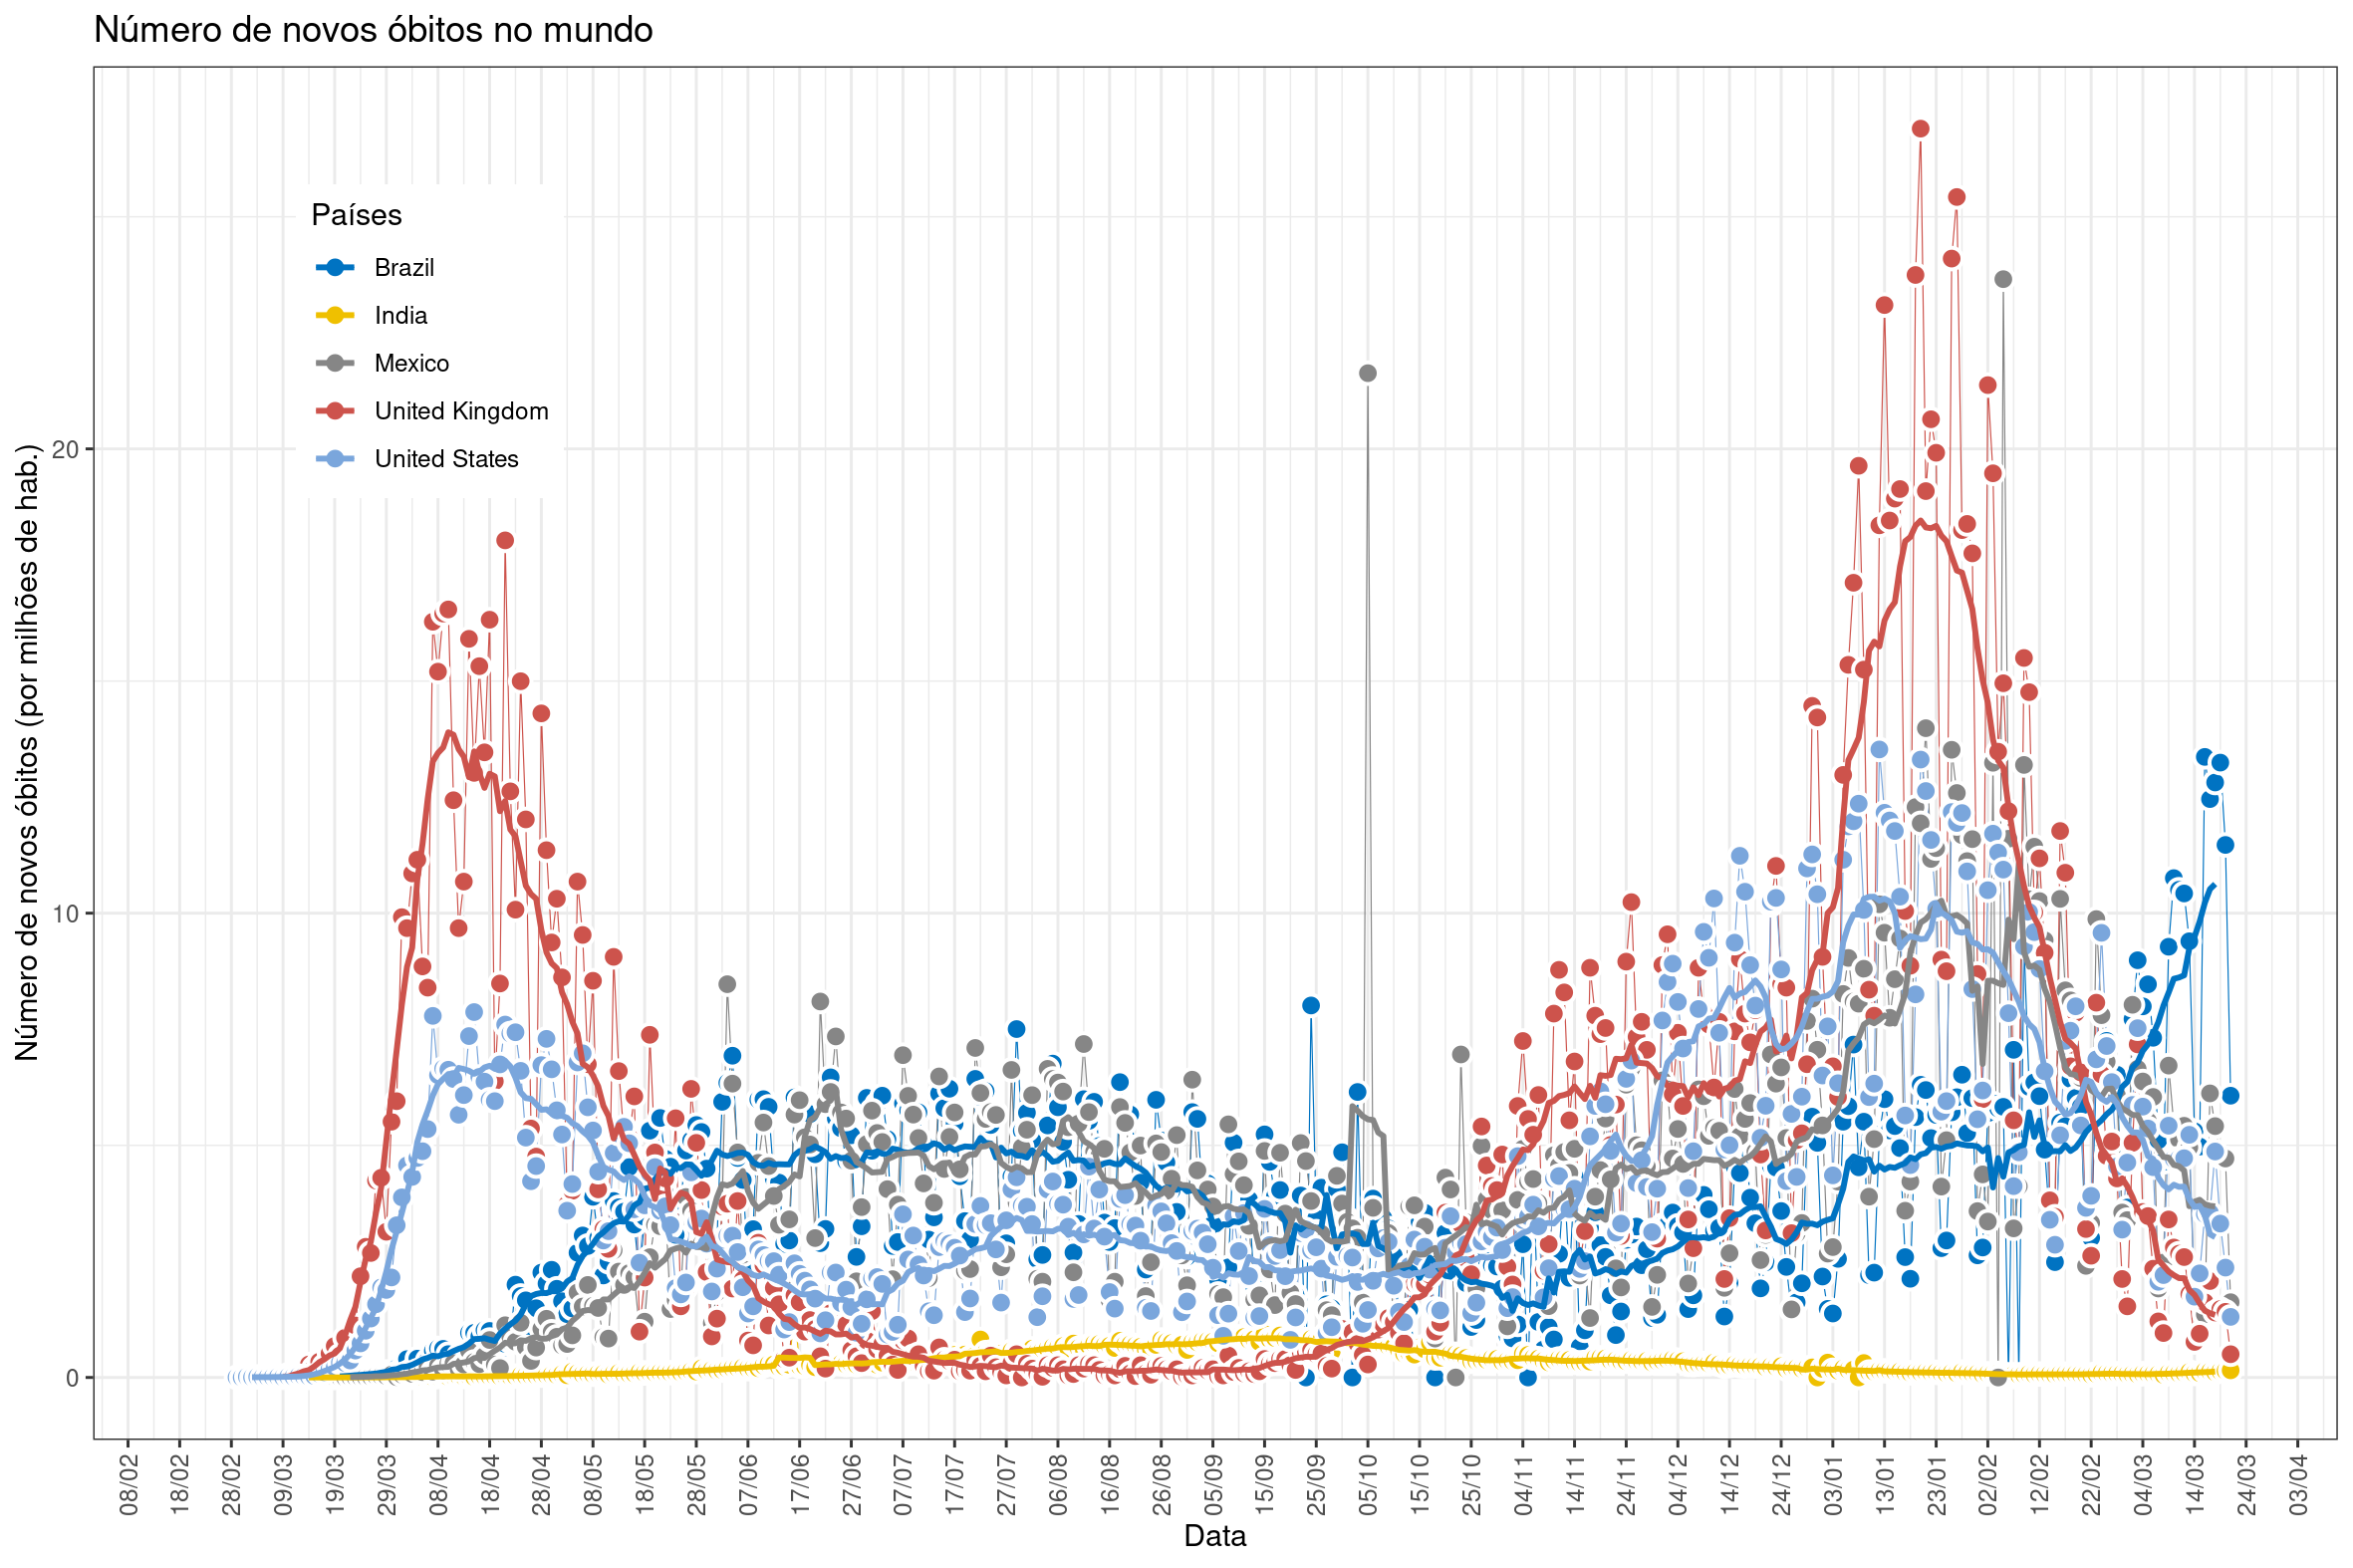 Número de novos óbitos no mundo
Países
Brazil
India
Mexico
United Kingdom
United States
Número de novos óbitos (por milhões de hab.)
20
10
0
08/02 18/02 28/02 09/03 19/03 29/03 08/04 18/04 28/04 08/05 18/05 28/05 07/06 17/06 27/06 07/07 17/07 27/07 06/08 16/08 26/08 05/09 15/09 25/09 05/10 15/10 25/10 04/11 14/11 24/11 04/12 14/12 24/12 03/01 13/01 23/01 02/02 12/02 22/02 04/03 14/03 24/03 03/04
Data